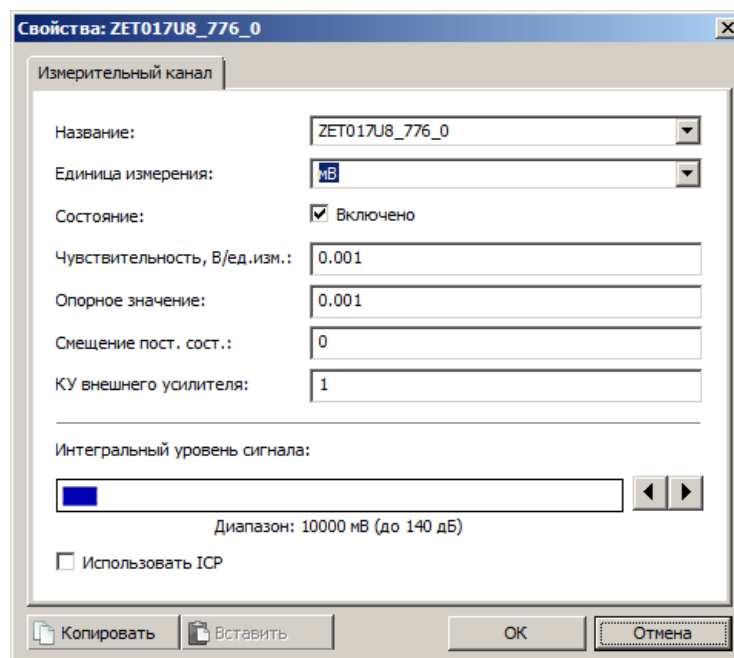 Свойства: ZET017U8_776_0
Измерительный канал
Название: ZET017U8_776_0
Единица измерения: мВ
Состояние: Включено
Чувствительность, В/ед.изм.: 0.001
Опорное значение: 0.001
Смещение пост. сост.: 0
КУ внешнего усилителя: 1
Интегральный уровень сигнала:
Диапазон: 10000 мВ (до 140 дБ)
Использовать ICP
Копировать Вставить OK Отмена